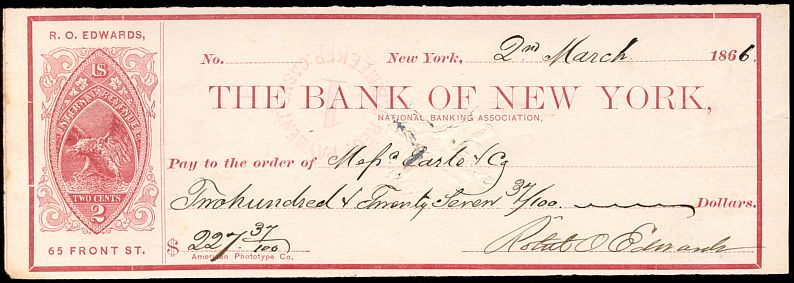 R. O. EDWARDS,
US
INTERNAL REVENUE
TWO CENTS
2
65 FRONT ST.
No. New York, 2nd March 1866.
THE BANK OF NEW YORK,
NATIONAL BANKING ASSOCIATION,
Pay to the order of Messrs Earle & Co
Two hundred & Twenty Seven 37/100 Dollars.
$ 227 37/100
Robt O Edwards
American Phototype Co.